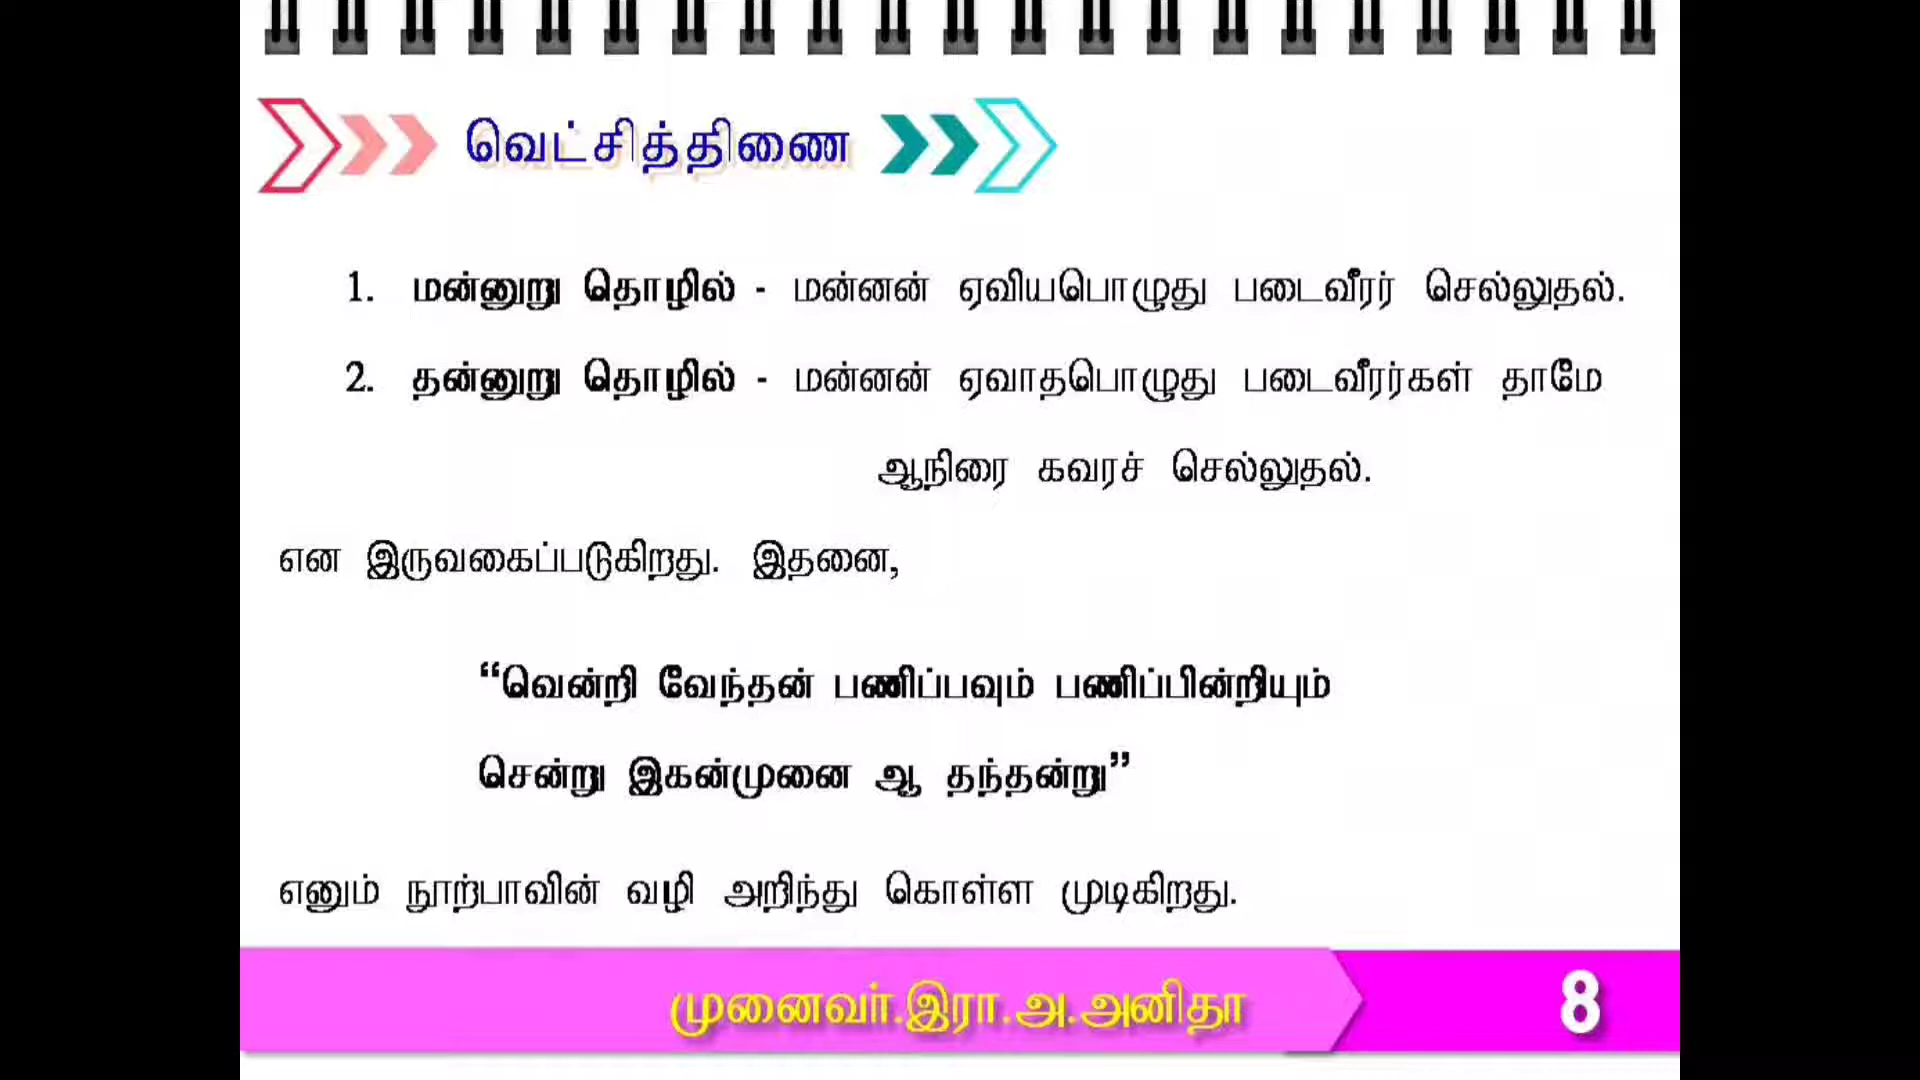 வெட்சித்திணை
1. மன்னுறு தொழில் - மன்னன் ஏவியபொழுது படைவீரர் செல்லுதல்.
2. தன்னுறு தொழில் - மன்னன் ஏவாதபொழுது படைவீரர்கள் தாமே
ஆநிரை கவரச் செல்லுதல்.
என இருவகைப்படுகிறது. இதனை,
“வென்றி வேந்தன் பணிப்பவும் பணிப்பின்றியும்
சென்று இகன்முனை ஆ தந்தன்று”
எனும் நூற்பாவின் வழி அறிந்து கொள்ள முடிகிறது.
முனைவர்.இரா.அ.அனிதா
8